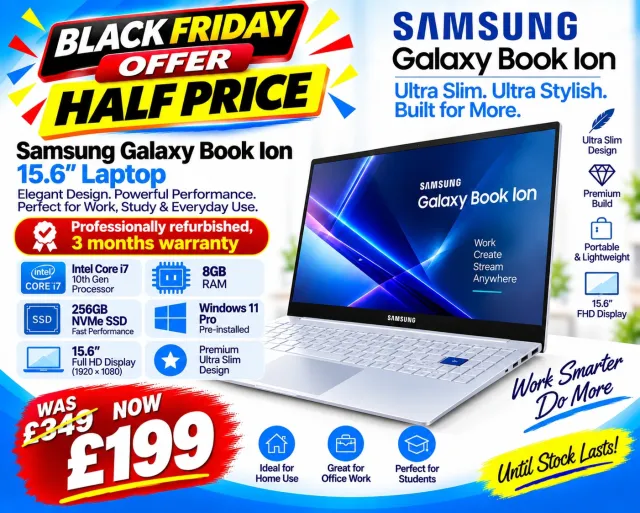 BLACK FRIDAY
OFFER
HALF PRICE
SAMSUNG
Galaxy Book Ion
Ultra Slim. Ultra Stylish.
Built for More.
Samsung Galaxy Book Ion
15.6” Laptop
Elegant Design. Powerful Performance.
Perfect for Work, Study & Everyday Use.
Professionally refurbished,
3 months warranty
intel
CORE i7
Intel Core i7
10th Gen
Processor
8GB
RAM
SSD
256GB
NVMe SSD
Fast Performance
Windows 11
Pro
Pre-installed
15.6”
Full HD Display
(1920 × 1080)
Premium
Ultra Slim
Design
SAMSUNG
Galaxy Book Ion
Work
Create
Stream
Anywhere
SAMSUNG
Ultra Slim
Design
Premium
Build
Portable
& Lightweight
15.6”
FHD Display
WAS
£349
NOW
£199
Ideal for
Home Use
Great for
Office Work
Perfect for
Students
Work Smarter
Do More
Until Stock Lasts!